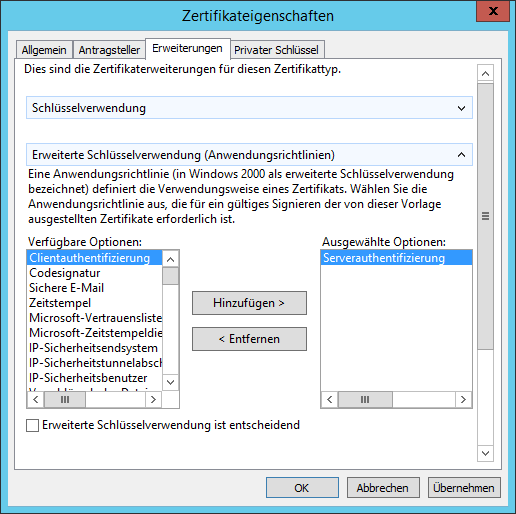 Zertifikateigenschaften
x
Allgemein Antragsteller Erweiterungen Privater Schlüssel
Dies sind die Zertifikaterweiterungen für diesen Zertifikattyp.
Schlüsselverwendung
Erweiterte Schlüsselverwendung (Anwendungsrichtlinien)
Eine Anwendungsrichtlinie (in Windows 2000 als erweiterte Schlüsselverwendung
bezeichnet) definiert die Verwendungsweise eines Zertifikats. Wählen Sie die
Anwendungsrichtlinie aus, die für ein gültiges Signieren der von dieser Vorlage
ausgestellten Zertifikate erforderlich ist.
Verfügbare Optionen:
Clientauthentifizierung
Codesignatur
Sichere E-Mail
Zeitstempel
Microsoft-Vertrauensliste
Microsoft-Zeitstempeldie
IP-Sicherheitsendsystem
IP-Sicherheitstunnelabsch
IP-Sicherheitsbenutzer
Hinzufügen >
< Entfernen
Ausgewählte Optionen:
Serverauthentifizierung
Erweiterte Schlüsselverwendung ist entscheidend
OK Abbrechen Übernehmen